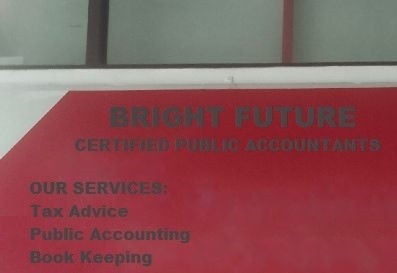 BRIGHT FUTURE
CERTIFIED PUBLIC ACCOUNTANTS
OUR SERVICES:
Tax Advice
Public Accounting
Book Keeping